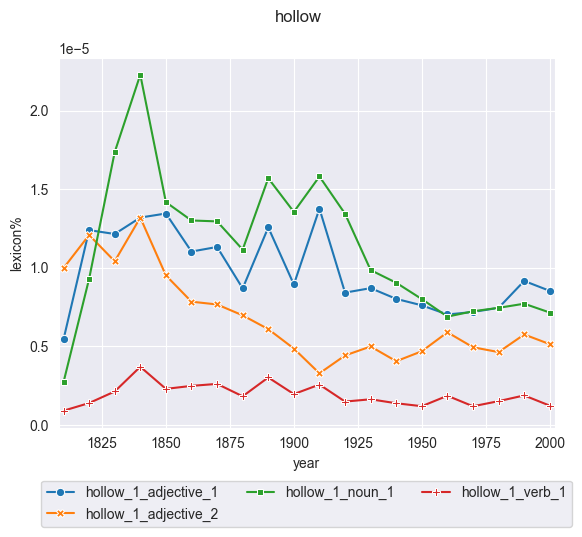 hollow
1e−5
2.0
1.5
1.0
0.5
0.0
lexicon%
1825 1850 1875 1900 1925 1950 1975 2000
year
hollow_1_adjective_1 hollow_1_noun_1 hollow_1_verb_1
hollow_1_adjective_2